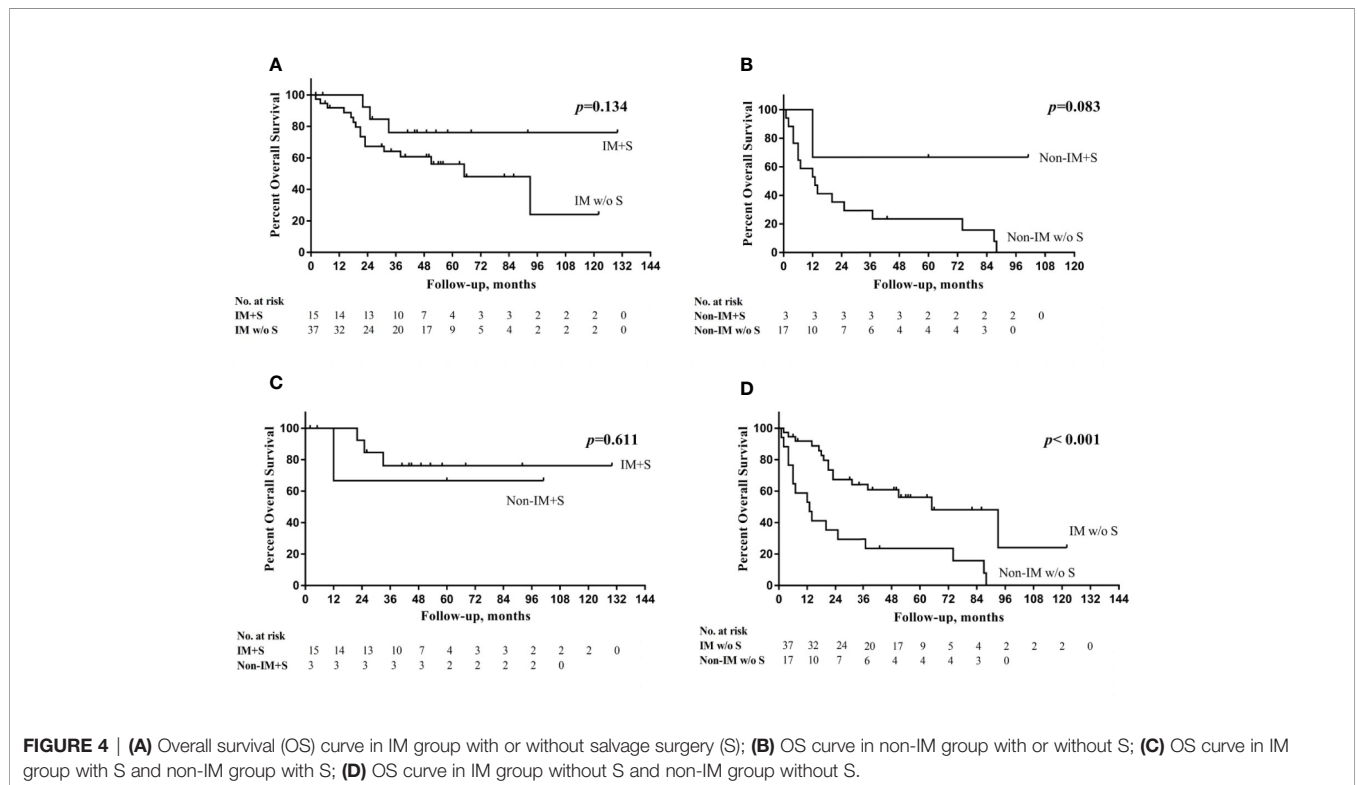 A
Percent Overall Survival
100
80
60
40
20
0
p=0.134
IM+S
IM w/o S
0 12 24 36 48 60 72 84 96 108 120 132 144
Follow-up, months
No. at risk
IM+S 15 14 13 10 7 4 3 3 2 2 2 0
IM w/o S 37 32 24 20 17 9 5 4 2 2 2 0
B
Percent Overall Survival
100
80
60
40
20
0
p=0.083
Non-IM+S
Non-IM w/o S
0 12 24 36 48 60 72 84 96 108 120
Follow-up, months
No. at risk
Non-IM+S 3 3 3 3 3 2 2 2 2 0
Non-IM w/o S 17 10 7 6 4 4 4 3 0
C
Percent Overall Survival
100
80
60
40
20
0
p=0.611
IM+S
Non-IM+S
0 12 24 36 48 60 72 84 96 108 120 132 144
Follow-up, months
No. at risk
IM+S 15 14 13 10 7 4 3 3 2 2 2 0
Non-IM+S 3 3 3 3 3 2 2 2 2 0
D
Percent Overall Survival
100
80
60
40
20
0
p< 0.001
IM w/o S
Non-IM w/o S
0 12 24 36 48 60 72 84 96 108 120 132 144
Follow-up, months
No. at risk
IM w/o S 37 32 24 20 17 9 5 4 2 2 2 0
Non-IM w/o S 17 10 7 6 4 4 4 3 0
FIGURE 4 | (A) Overall survival (OS) curve in IM group with or without salvage surgery (S); (B) OS curve in non-IM group with or without S; (C) OS curve in IM
group with S and non-IM group with S; (D) OS curve in IM group without S and non-IM group without S.